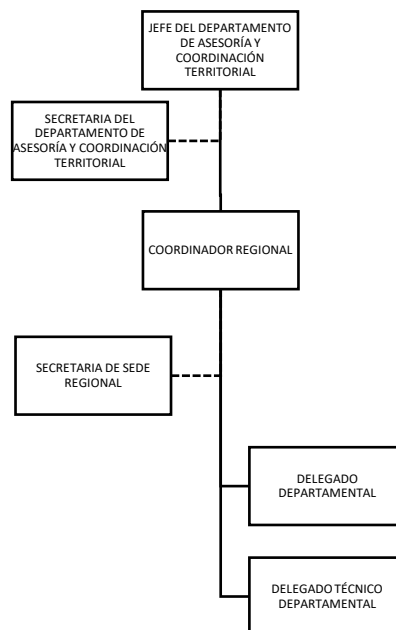 JEFE DEL DEPARTAMENTO
DE ASESORÍA Y
COORDINACIÓN
TERRITORIAL
SECRETARIA DEL
DEPARTAMENTO DE
ASESORÍA Y COORDINACIÓN
TERRITORIAL
COORDINADOR REGIONAL
SECRETARIA DE SEDE
REGIONAL
DELEGADO
DEPARTAMENTAL
DELEGADO TÉCNICO
DEPARTAMENTAL